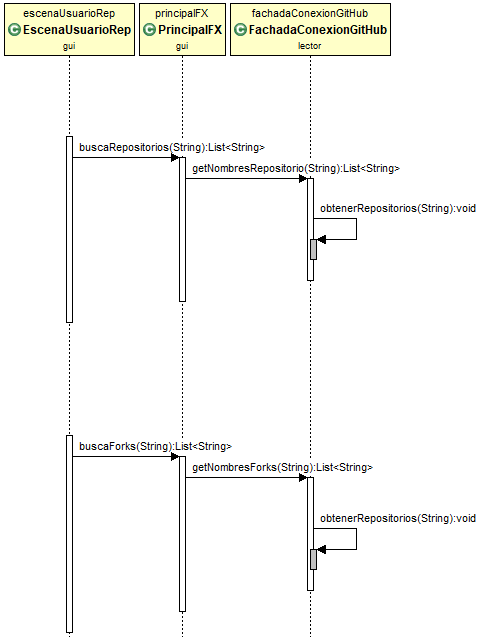 escenaUsuarioRep
EscenaUsuarioRep
gui
principalFX
PrincipalFX
gui
fachadaConexionGitHub
FachadaConexionGitHub
lector
buscaRepositorios(String):List<String>
getNombresRepositorio(String):List<String>
obtenerRepositorios(String):void
buscaForks(String):List<String>
getNombresForks(String):List<String>
obtenerRepositorios(String):void